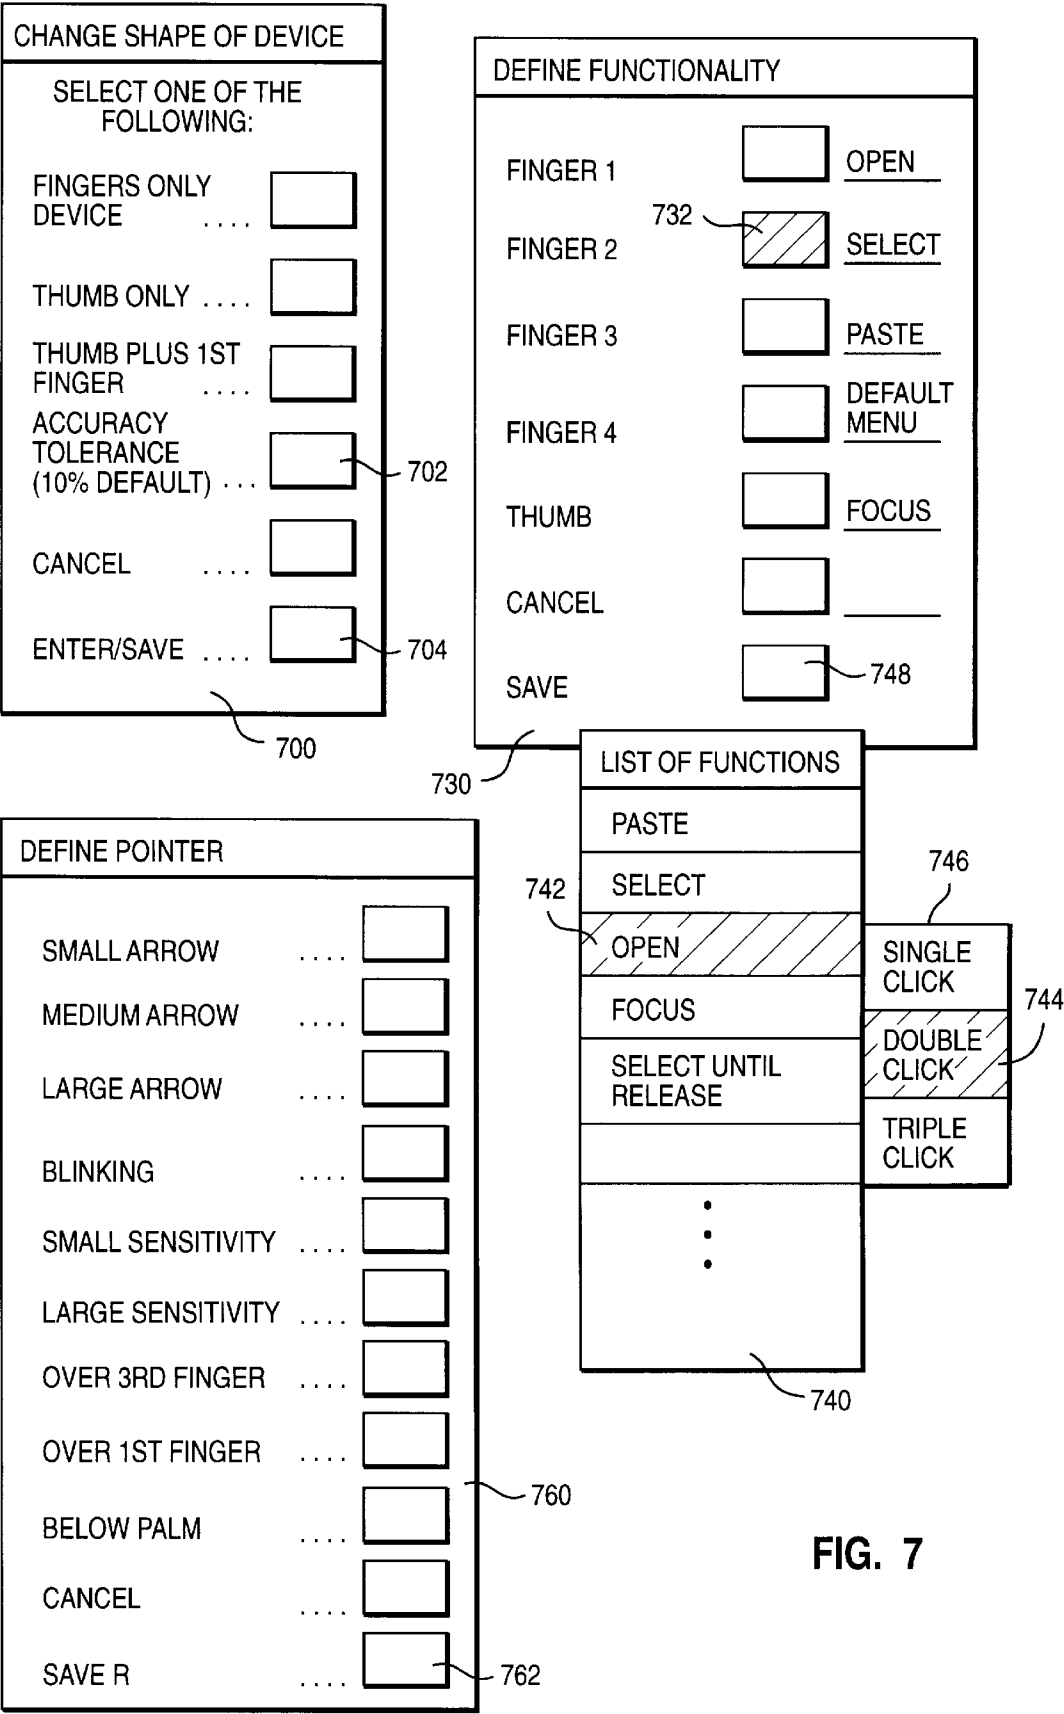 CHANGE SHAPE OF DEVICE
SELECT ONE OF THE
FOLLOWING:
FINGERS ONLY
DEVICE ....
THUMB ONLY ....
THUMB PLUS 1ST
FINGER ....
ACCURACY
TOLERANCE
(10% DEFAULT) ...
702
CANCEL ....
ENTER/SAVE ....
704
700
DEFINE FUNCTIONALITY
FINGER 1 OPEN
732
FINGER 2 SELECT
FINGER 3 PASTE
DEFAULT
FINGER 4 MENU
THUMB FOCUS
CANCEL
SAVE
748
730
LIST OF FUNCTIONS
PASTE
SELECT
742
OPEN
FOCUS
SELECT UNTIL
RELEASE
740
746
SINGLE
CLICK
744
DOUBLE
CLICK
TRIPLE
CLICK
DEFINE POINTER
SMALL ARROW ....
MEDIUM ARROW ....
LARGE ARROW ....
BLINKING ....
SMALL SENSITIVITY ....
LARGE SENSITIVITY ....
OVER 3RD FINGER ....
OVER 1ST FINGER ....
760
BELOW PALM ....
CANCEL ....
SAVE R ....
762
FIG. 7